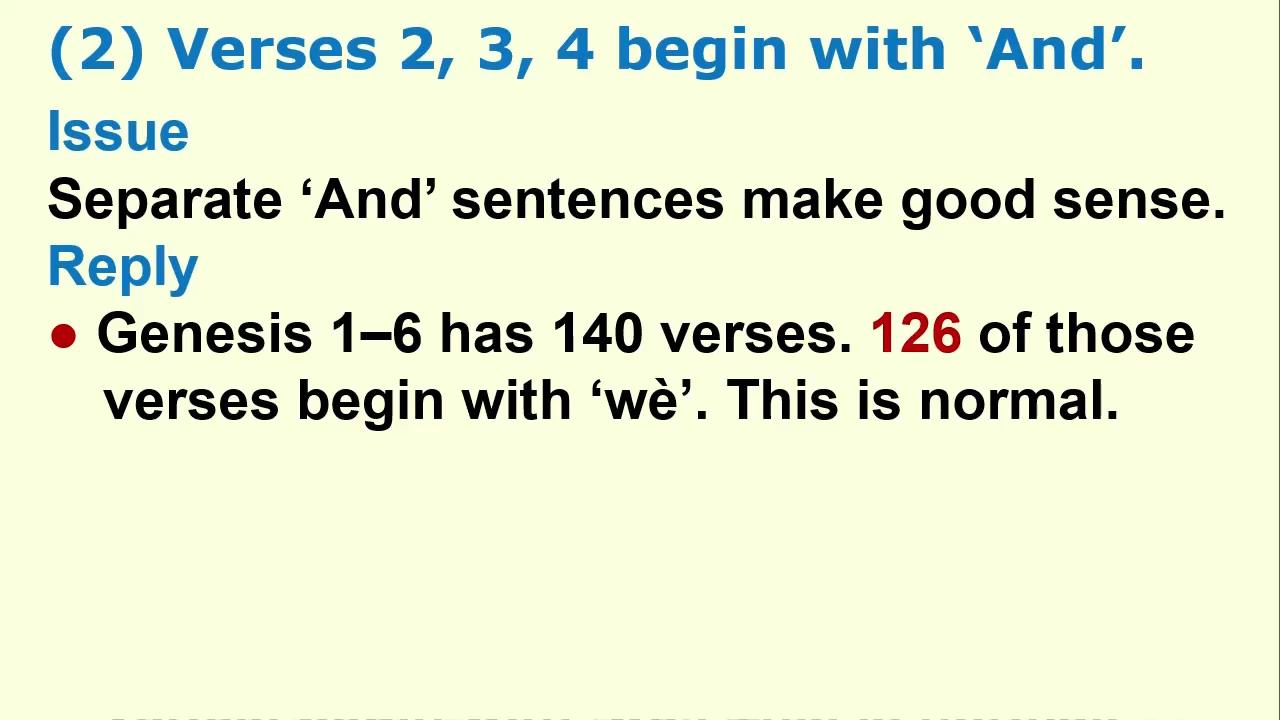 (2) Verses 2, 3, 4 begin with ‘And’.
Issue
Separate ‘And’ sentences make good sense.
Reply
● Genesis 1–6 has 140 verses. 126 of those
verses begin with ‘wè’. This is normal.